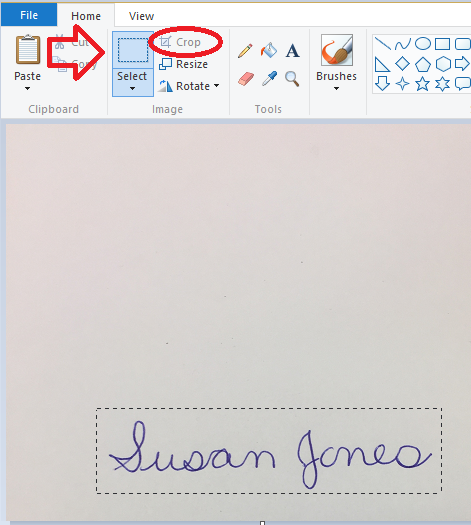 File Home View
Cut Crop
Copy Resize
Paste Select Rotate Brushes
Clipboard Image Tools
Susan Jones